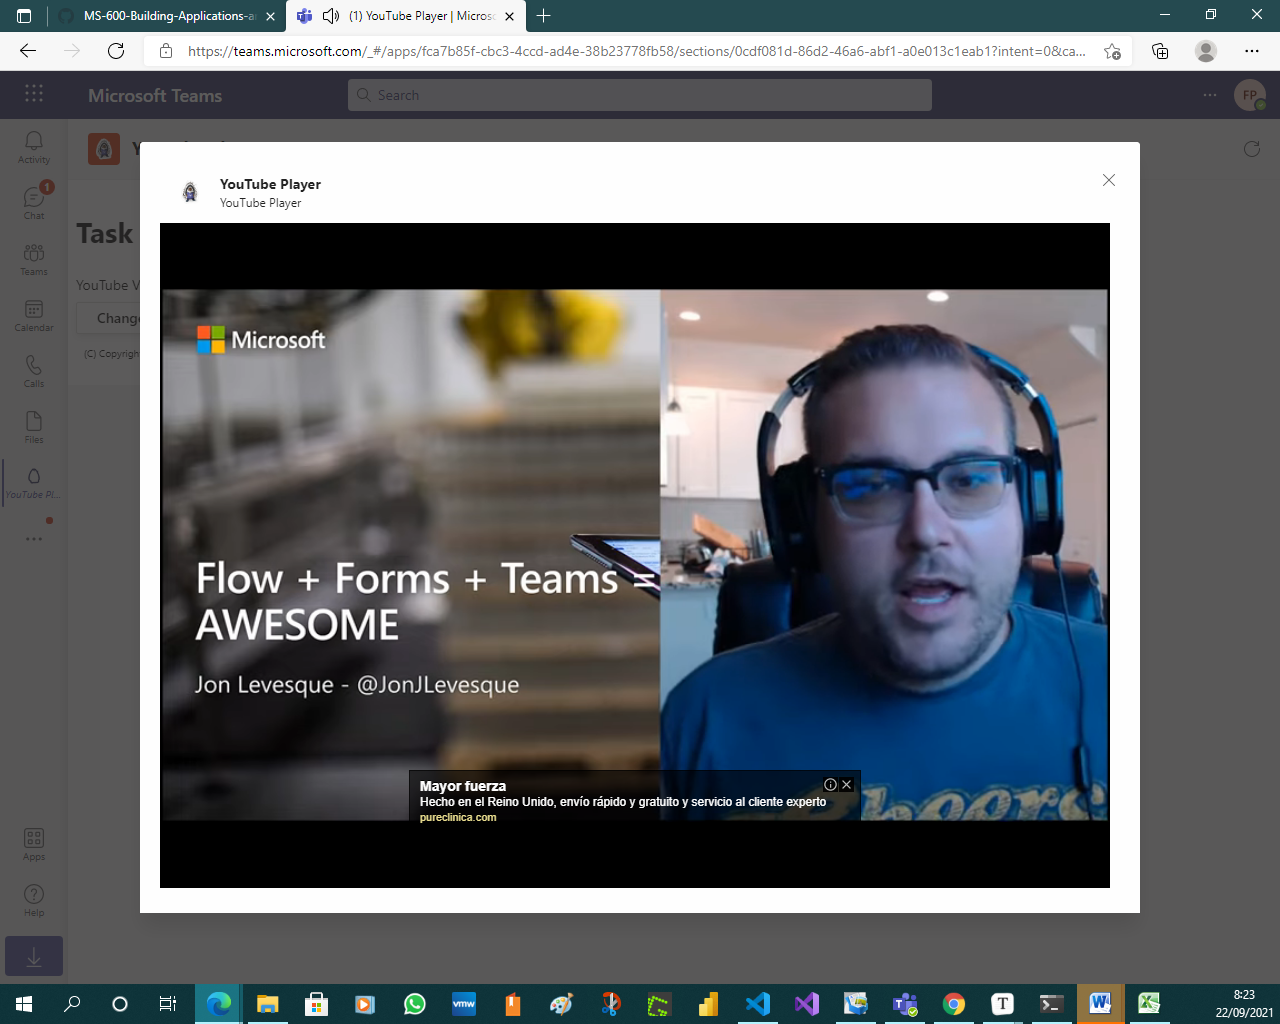 MS-600-Building-Applications-a
(1) YouTube Player | Micros
https://teams.microsoft.com/_#/apps/fca7b85f-cbc3-4ccd-ad4e-38b23778fb58/sections/0cdf081d-86d2-46a6-abf1-a0e013c1eab1?intent=0&ca...
Microsoft Teams
Search
FP
Activity
1
Chat
Teams
Calendar
Calls
Files
YouTube Pl...
Apps
Help
Task
YouTube V
Change
(C) Copyrigh
YouTube Player
YouTube Player
Microsoft
Flow + Forms + Teams =
AWESOME
Jon Levesque - @JonJLevesque
Mayor fuerza
Hecho en el Reino Unido, envío rápido y gratuito y servicio al cliente experto
pureclinica.com
Cheers
vmw
T
8:23
22/09/2021